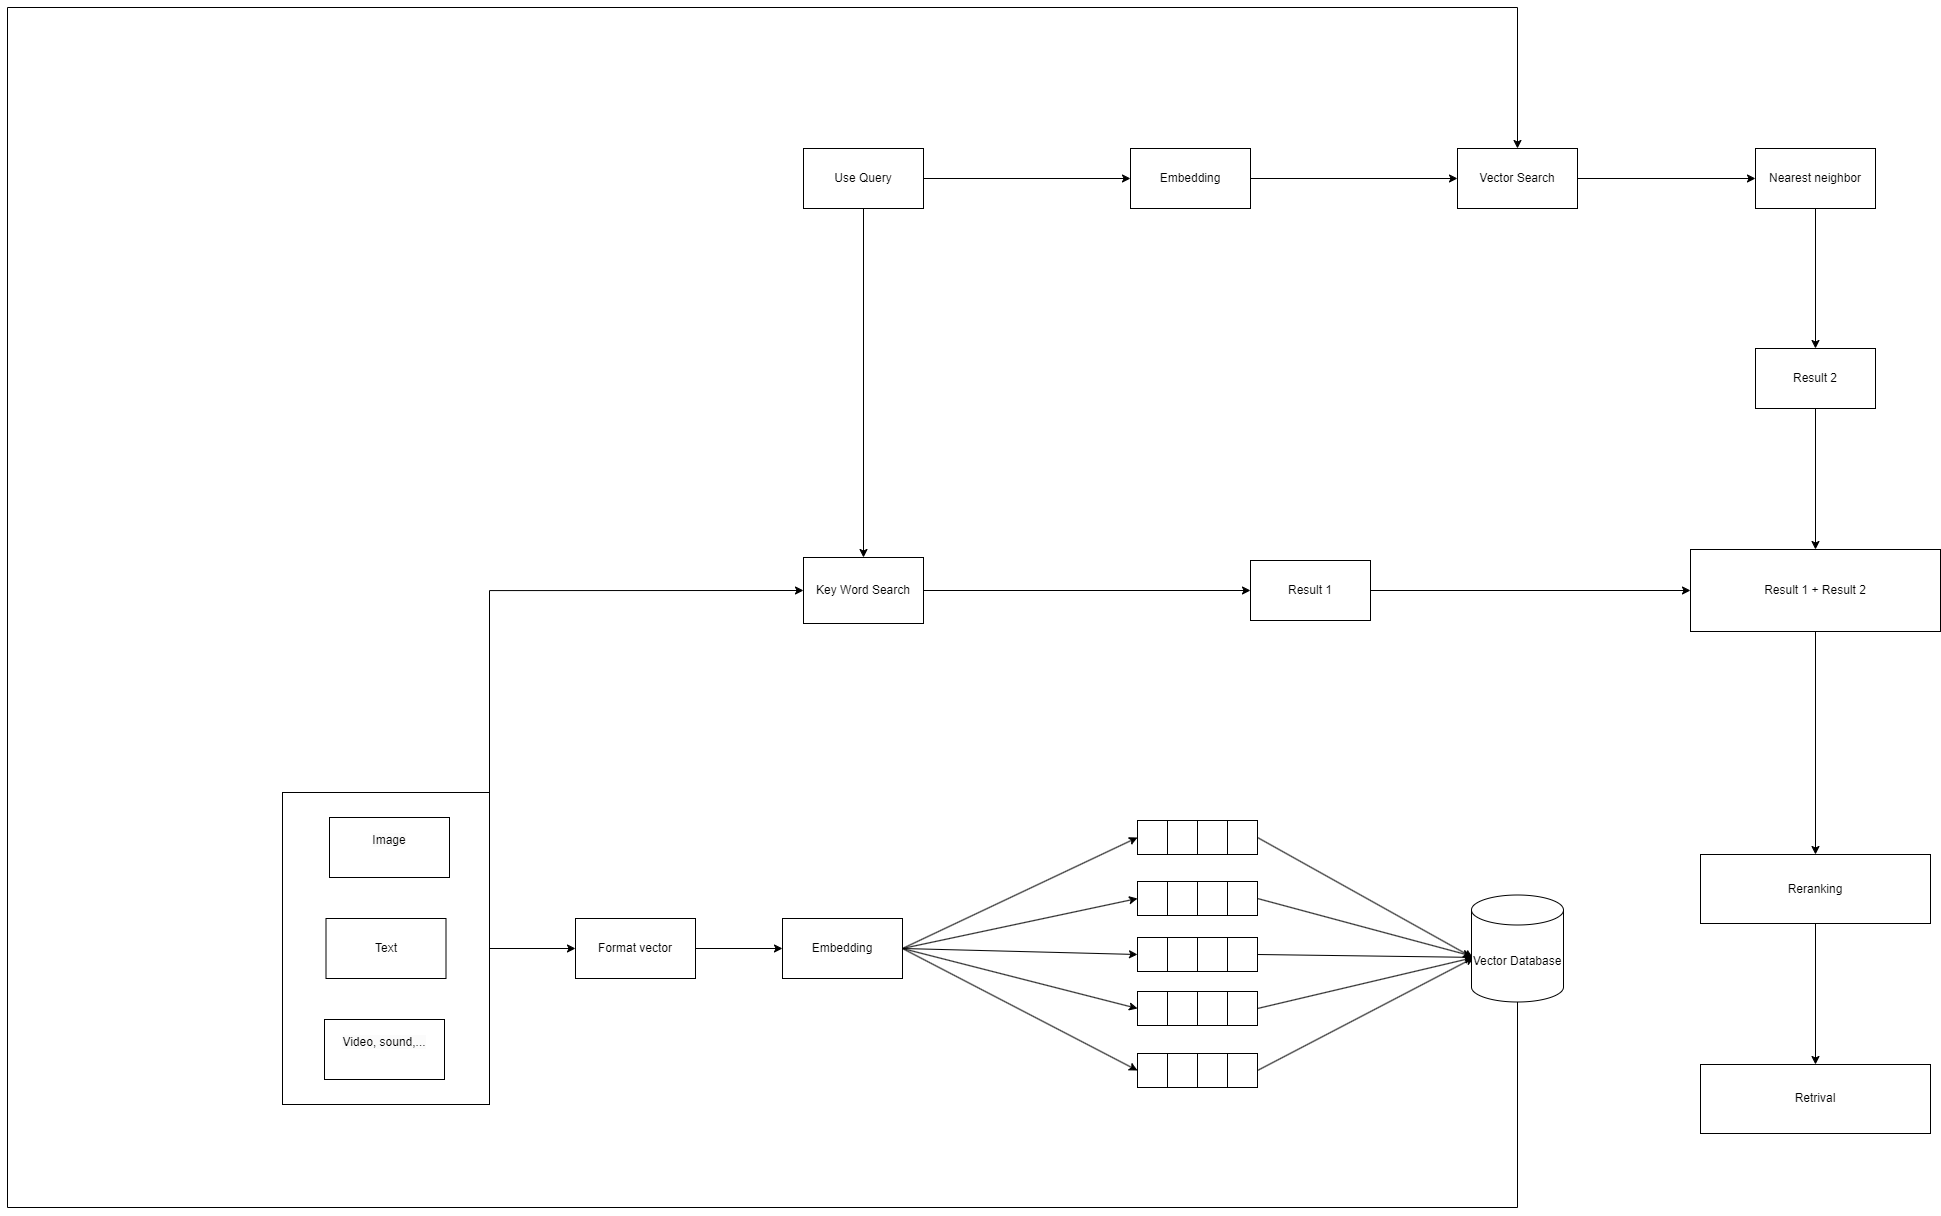 Use Query
Embedding
Vector Search
Nearest neighbor
Result 2
Key Word Search
Result 1
Result 1 + Result 2
Image
Text
Video, sound,...
Format vector
Embedding
Vector Database
Reranking
Retrival